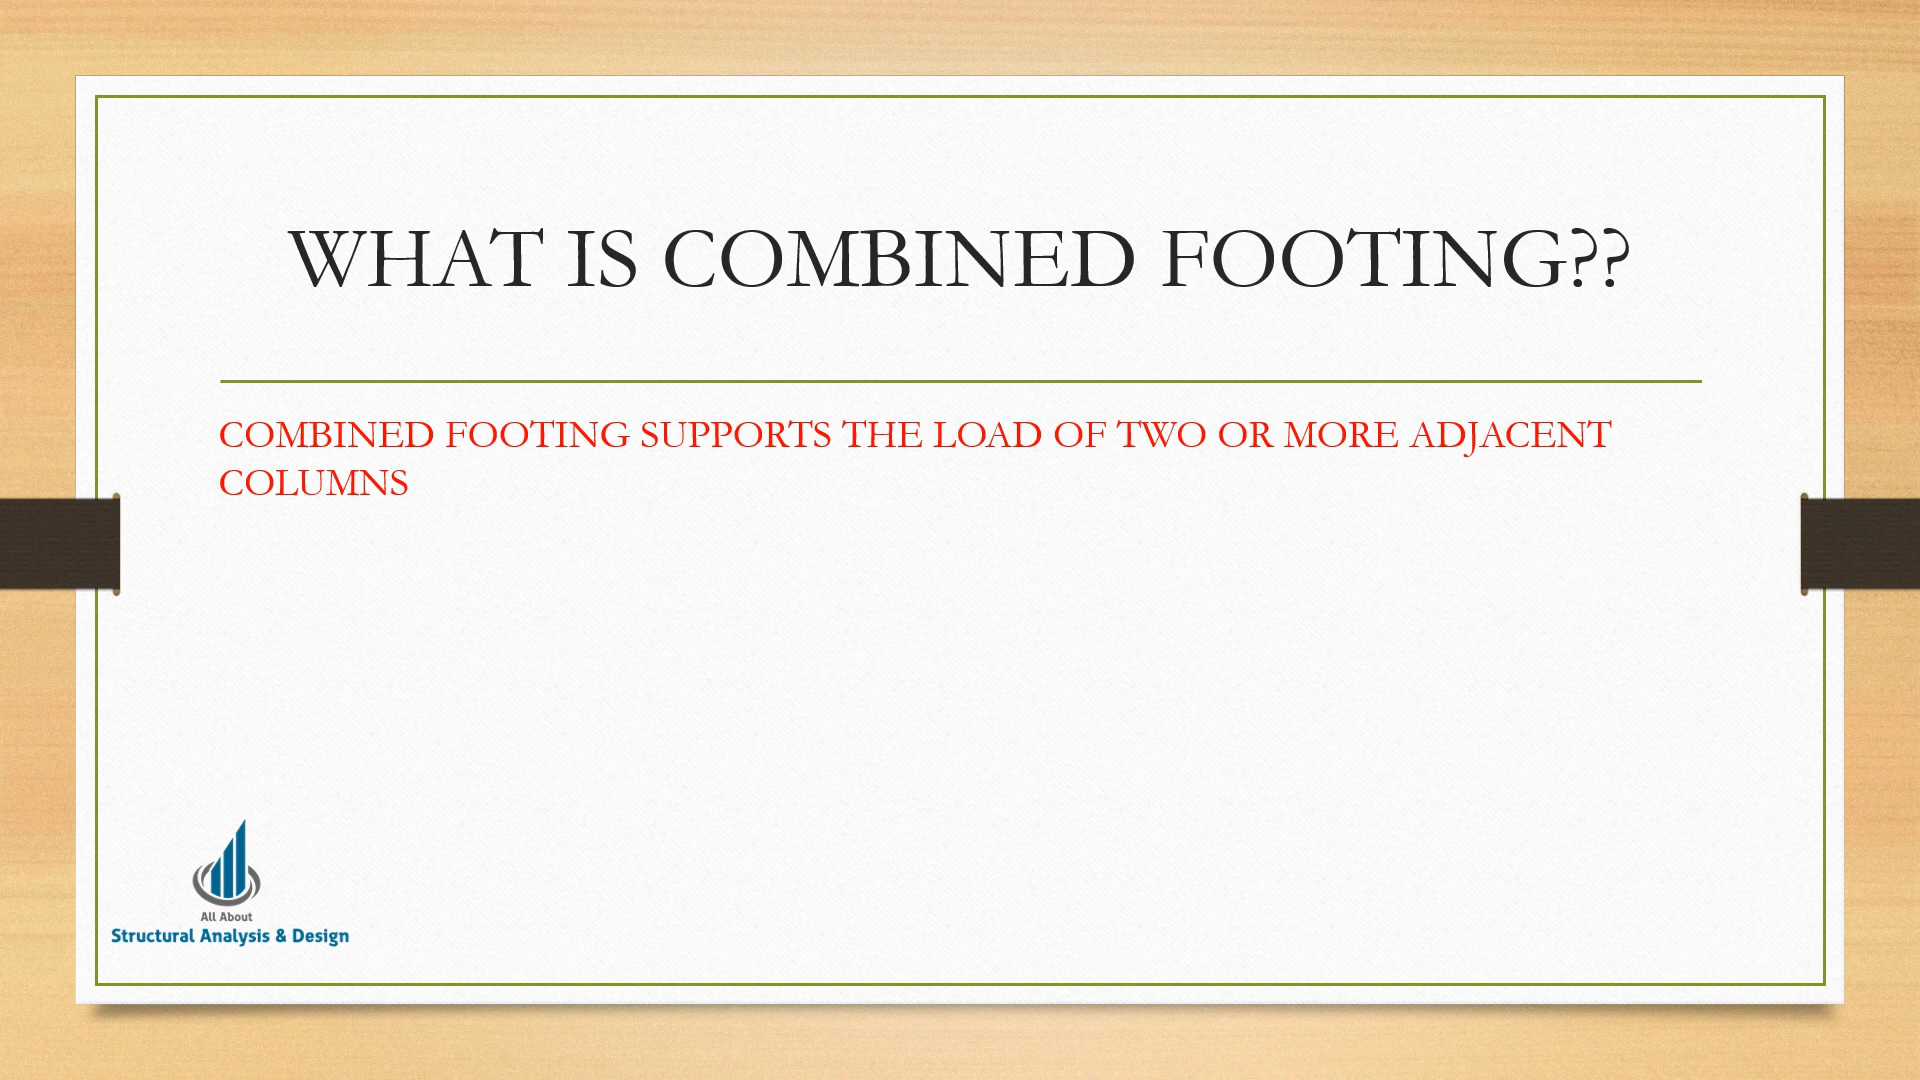 WHAT IS COMBINED FOOTING??
COMBINED FOOTING SUPPORTS THE LOAD OF TWO OR MORE ADJACENT
COLUMNS
All About
Structural Analysis & Design